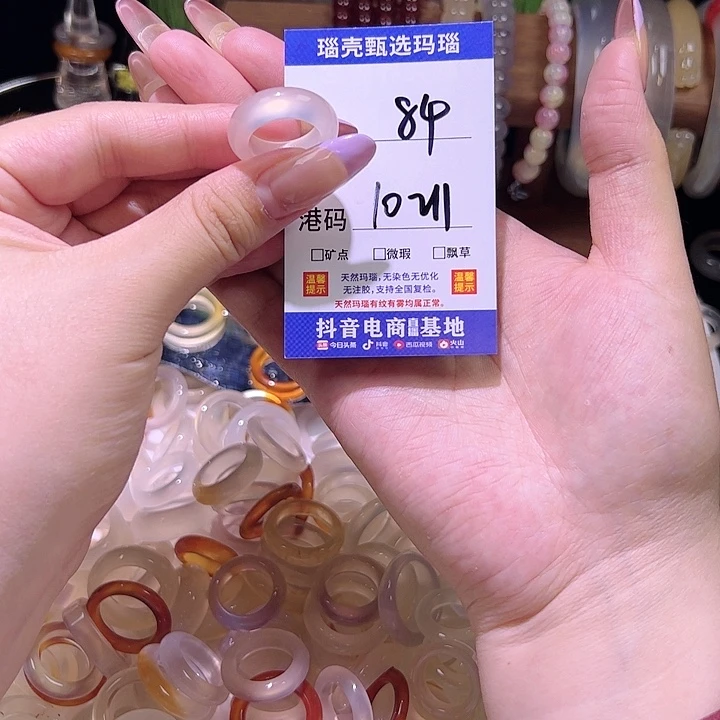 瑙壳甄选玛瑙
84
港码 10개
□矿点 □微瑕 □飘草
温馨提示 天然玛瑙,无染色无优化 温馨提示
无注胶,支持全国复检。
天然玛瑙有纹有雾均属正常。
抖音电商直播基地
今日头条 抖音 西瓜视频 火山